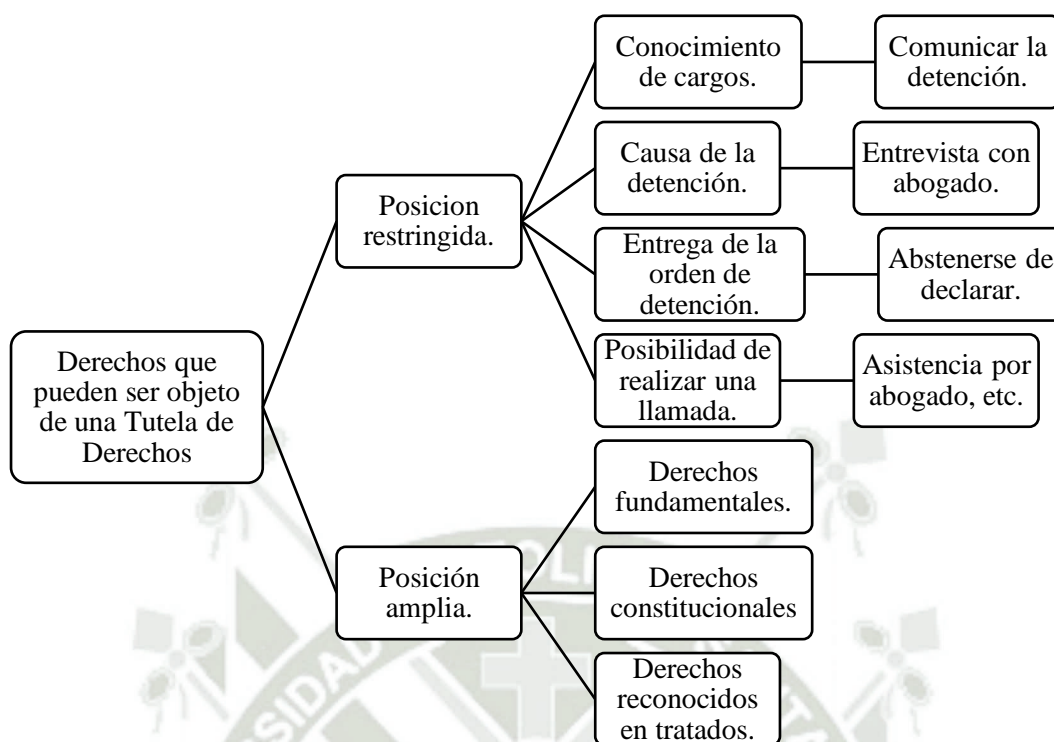 Derechos que
pueden ser objeto
de una Tutela de
Derechos
Posicion
restringida.
Conocimiento
de cargos.
Comunicar la
detención.
Causa de la
detención.
Entrevista con
abogado.
Entrega de la
orden de
detención.
Abstenerse de
declarar.
Posibilidad de
realizar una
llamada.
Asistencia por
abogado, etc.
Posición
amplia.
Derechos
fundamentales.
Derechos
constitucionales
Derechos
reconocidos
en tratados.